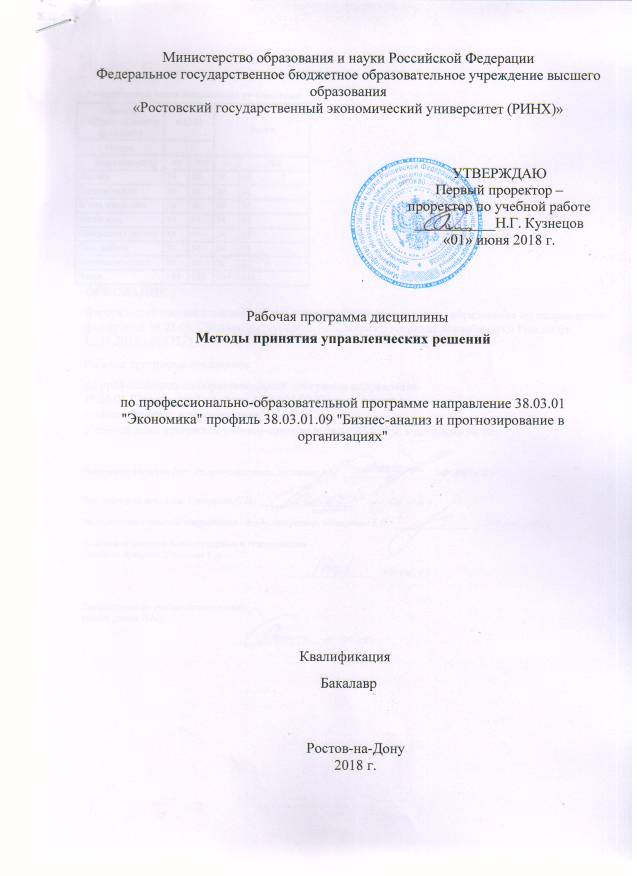 Министерство образования и науки Российской Федерации
Федеральное государственное бюджетное образовательное учреждение высшего
образования
«Ростовский государственный экономический университет (РИНХ)»
УТВЕРЖДАЮ
Первый проректор –
проректор по учебной работе
Н.Г. Кузнецов
«01» июня 2018 г.
Рабочая программа дисциплины
Методы принятия управленческих решений
по профессионально-образовательной программе направление 38.03.01
"Экономика" профиль 38.03.01.09 "Бизнес-анализ и прогнозирование в
организациях"
Квалификация
Бакалавр
Ростов-на-Дону
2018 г.